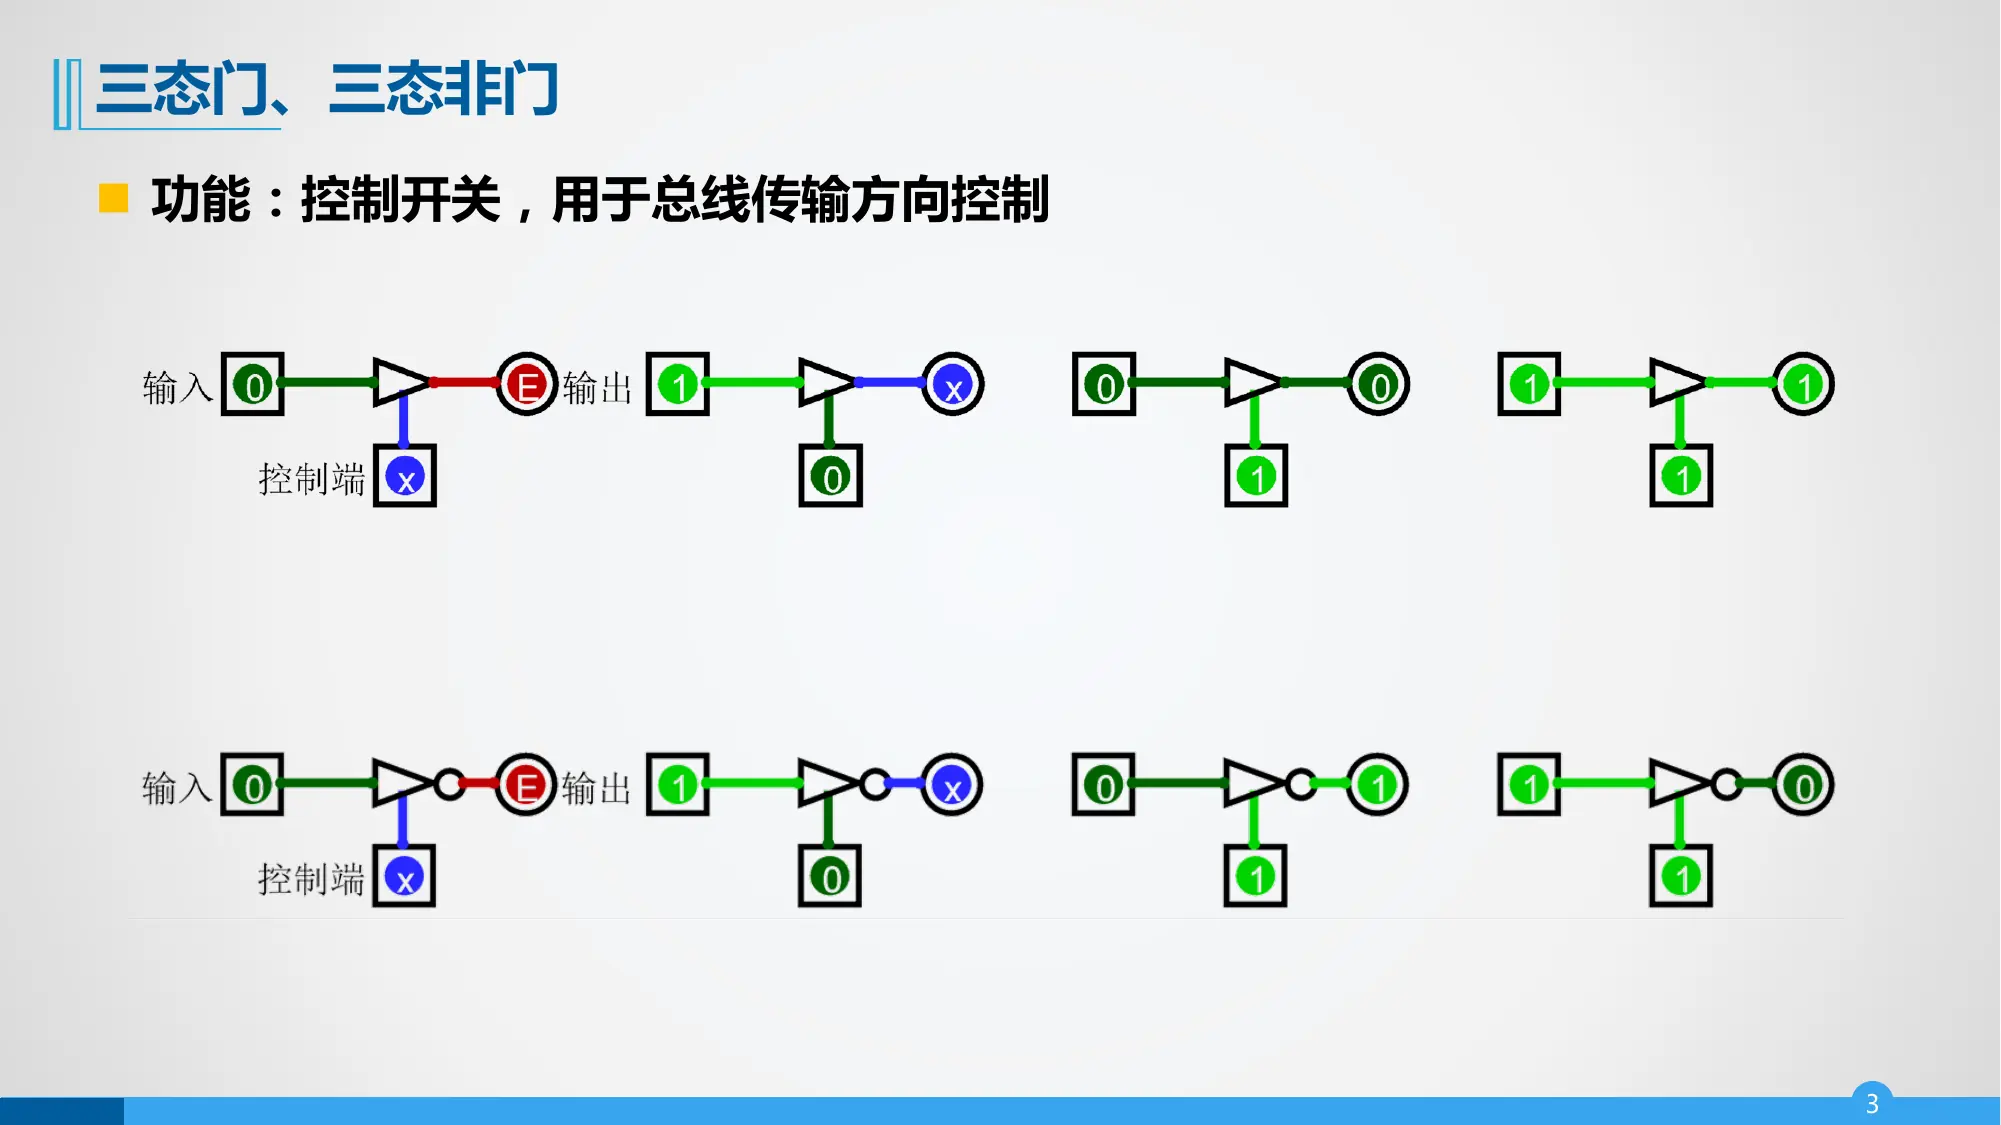 三态门、三态非门
功能：控制开关，用于总线传输方向控制
输入 0 E 输出 1 x 0 0 1 1
控制端 x 0 1 1
输入 0 E 输出 1 x 0 1 1 0
控制端 x 0 1 1
3